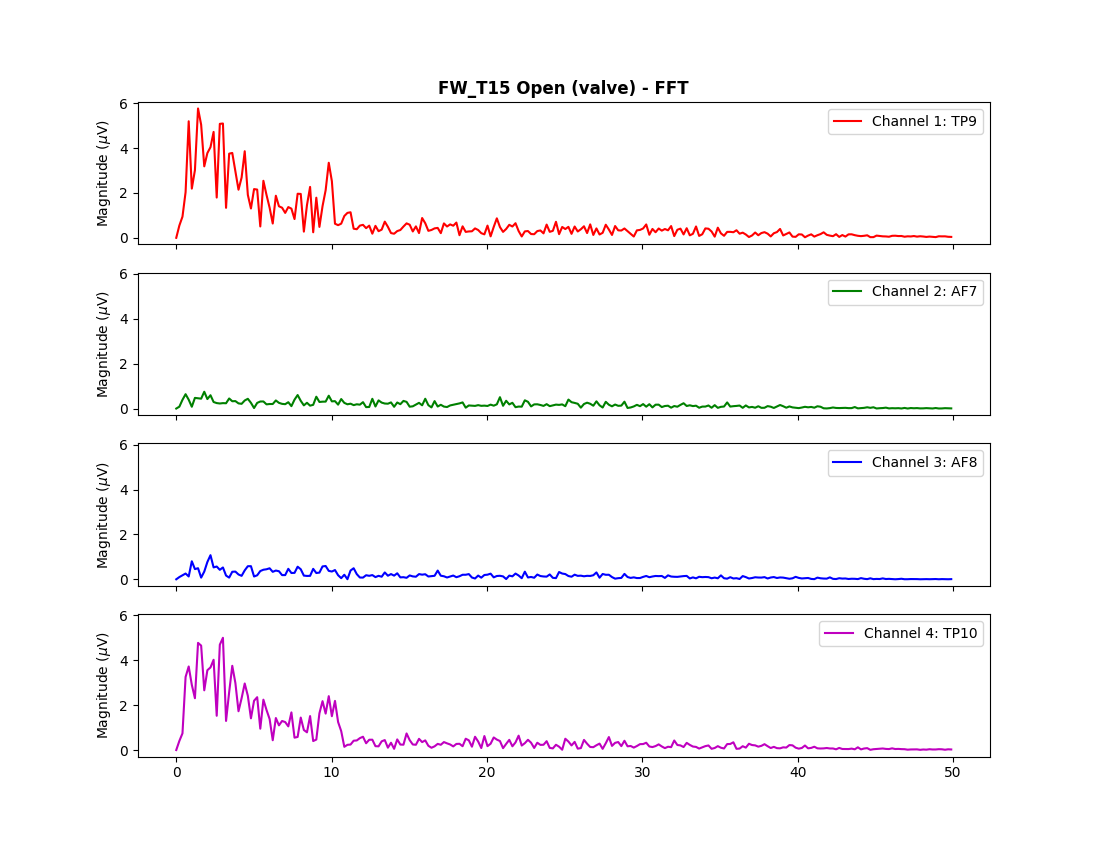 FW_T15 Open (valve) - FFT
6
4
2
0
Magnitude (μV)
Channel 1: TP9
6
4
2
0
Magnitude (μV)
Channel 2: AF7
6
4
2
0
Magnitude (μV)
Channel 3: AF8
6
4
2
0
Magnitude (μV)
Channel 4: TP10
0 10 20 30 40 50